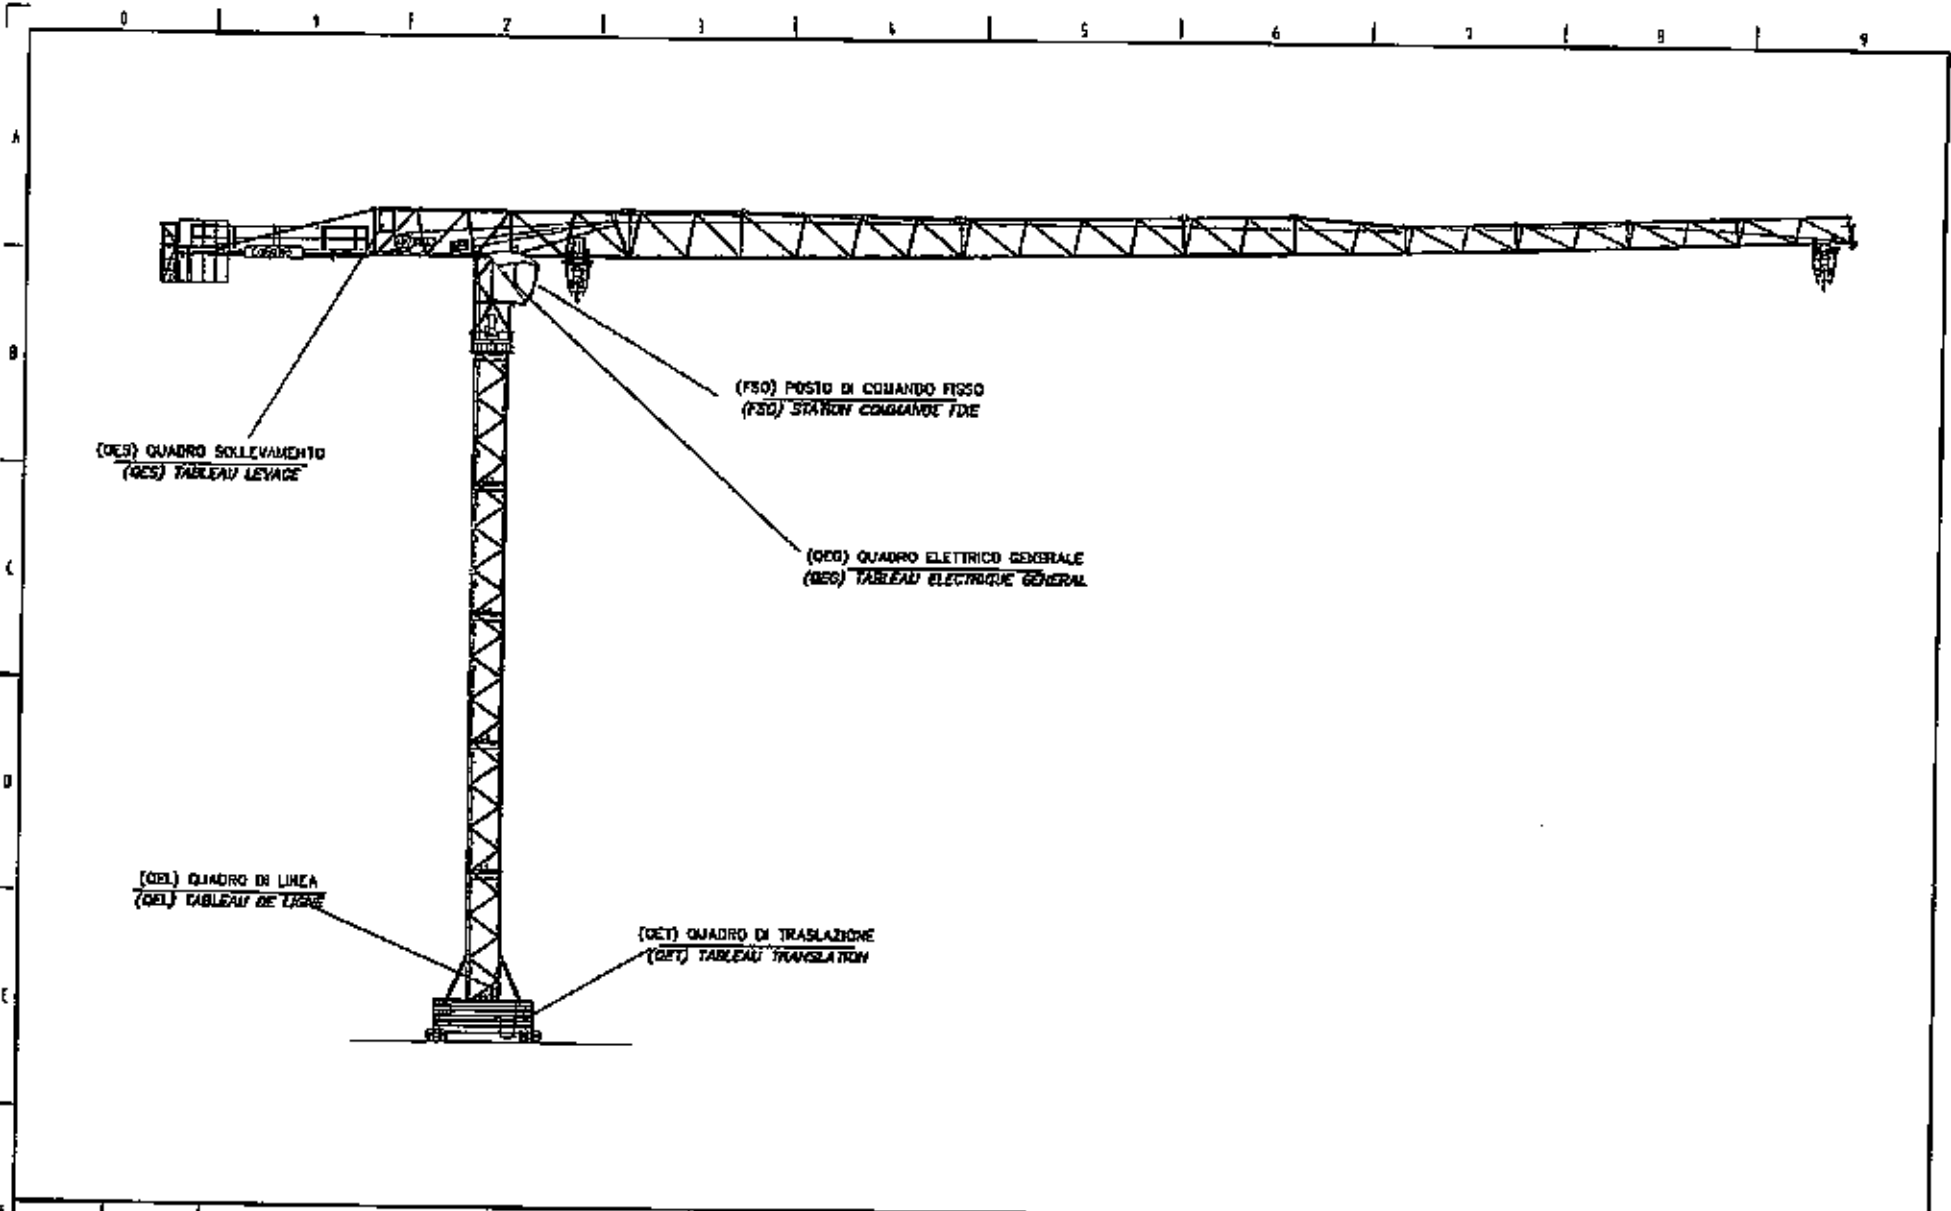 (QES) QUADRO SOLLEVAMENTO
(QES) TABLEAU LEVAGE
(FSO) POSTO DI COMANDO FISSO
(FSO) STATION COMMANDE FIXE
(QEG) QUADRO ELETTRICO GENERALE
(QEG) TABLEAU ELECTRIQUE GENERAL
(QEL) QUADRO DI LINEA
(QEL) TABLEAU DE LIGNE
(QET) QUADRO DI TRASLAZIONE
(QET) TABLEAU TRANSLATION
A
B
C
D
E